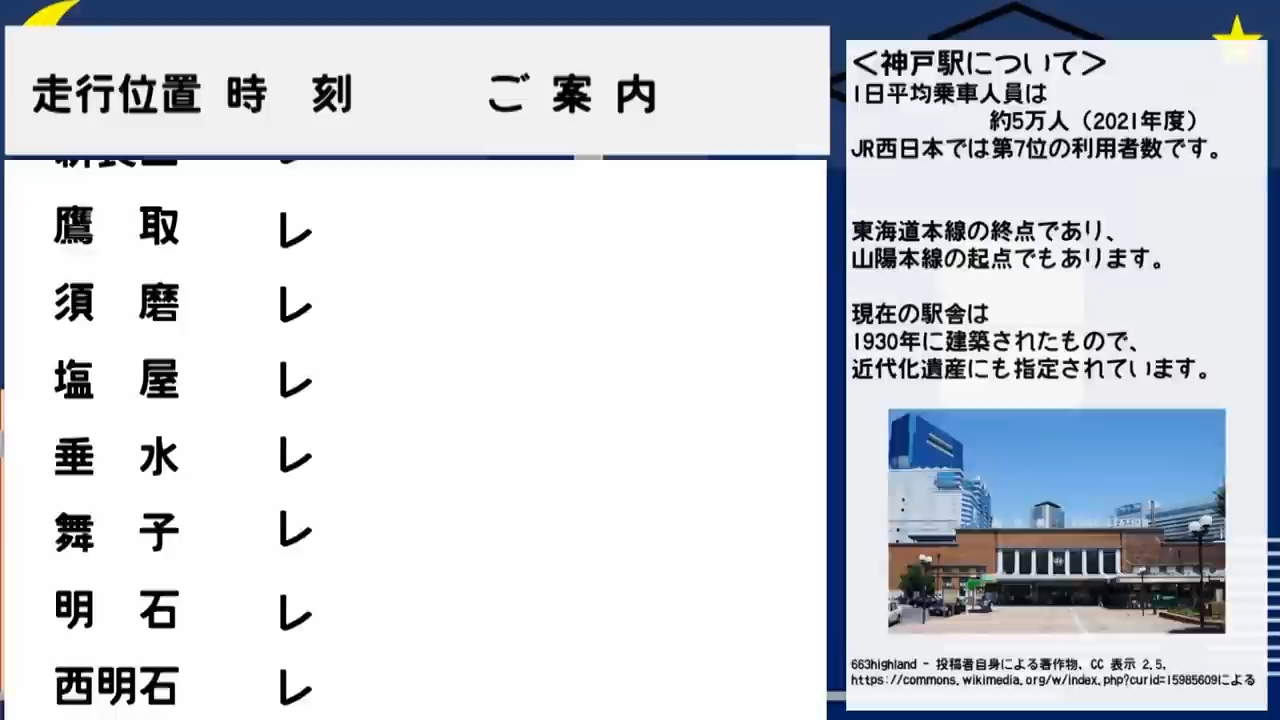 走行位置 時 刻 ご 案 内
新長田 レ
鷹 取 レ
須 磨 レ
塩 屋 レ
垂 水 レ
舞 子 レ
明 石 レ
西明石 レ
＜神戸駅について＞
1日平均乗車人員は
約5万人（2021年度）
JR西日本では第7位の利用者数です。
東海道本線の終点であり、
山陽本線の起点でもあります。
現在の駅舎は
1930年に建築されたもので、
近代化遺産にも指定されています。
663highland - 投稿者自身による著作物, CC 表示 2.5,
https://commons.wikimedia.org/w/index.php?curid=15985609による